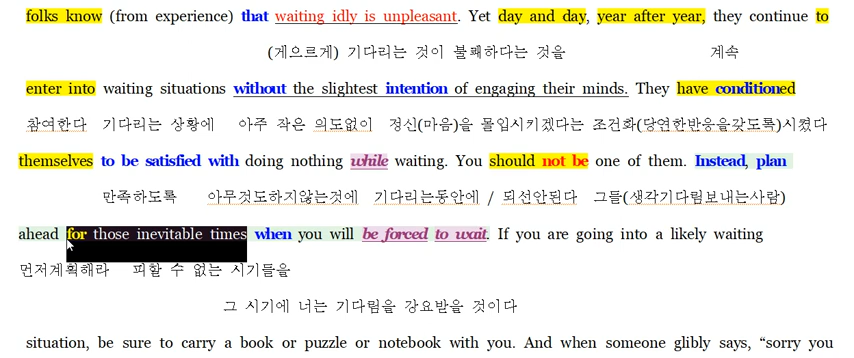 folks know (from experience) that waiting idly is unpleasant. Yet day and day, year after year, they continue to
(게으르게) 기다리는 것이 불쾌하다는 것을 계속
enter into waiting situations without the slightest intention of engaging their minds. They have conditioned
참여한다 기다리는 상황에 아주 작은 의도없이 정신(마음)을 몰입시키겠다는 조건화(당연한반응을갖도록)시켰다
themselves to be satisfied with doing nothing while waiting. You should not be one of them. Instead, plan
만족하도록 아무것도하지않는것에 기다리는동안에 / 되선안된다 그들(생각기다림보내는사람)
ahead for those inevitable times when you will be forced to wait. If you are going into a likely waiting
먼저계획해라 피할 수 없는 시기들을
그 시기에 너는 기다림을 강요받을 것이다
situation, be sure to carry a book or puzzle or notebook with you. And when someone glibly says, “sorry you